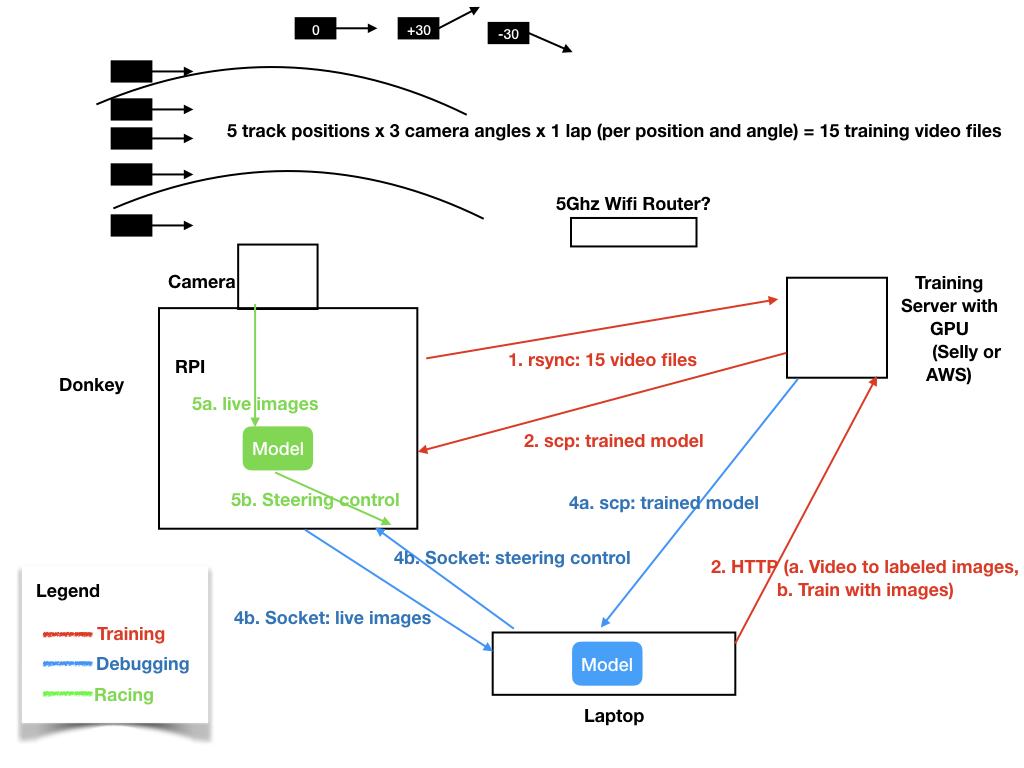 0
+30
-30
5 track positions x 3 camera angles x 1 lap (per position and angle) = 15 training video files
5Ghz Wifi Router?
Camera
Training
Server with
GPU
(Selly or
AWS)
RPI
1. rsync: 15 video files
Donkey
5a. live images
2. scp: trained model
Model
5b. Steering control
4a. scp: trained model
4b. Socket: steering control
2. HTTP (a. Video to labeled images,
b. Train with images)
Legend
4b. Socket: live images
Training
Debugging
Model
Racing
Laptop